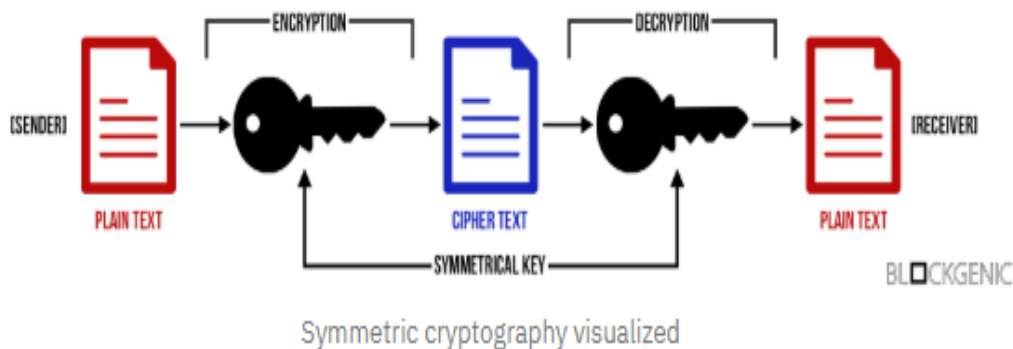 ENCRYPTION
DECRYPTION
[SENDER]
[RECEIVER]
PLAIN TEXT
CIPHER TEXT
PLAIN TEXT
SYMMETRICAL KEY
BLOCKGENIC
Symmetric cryptography visualized